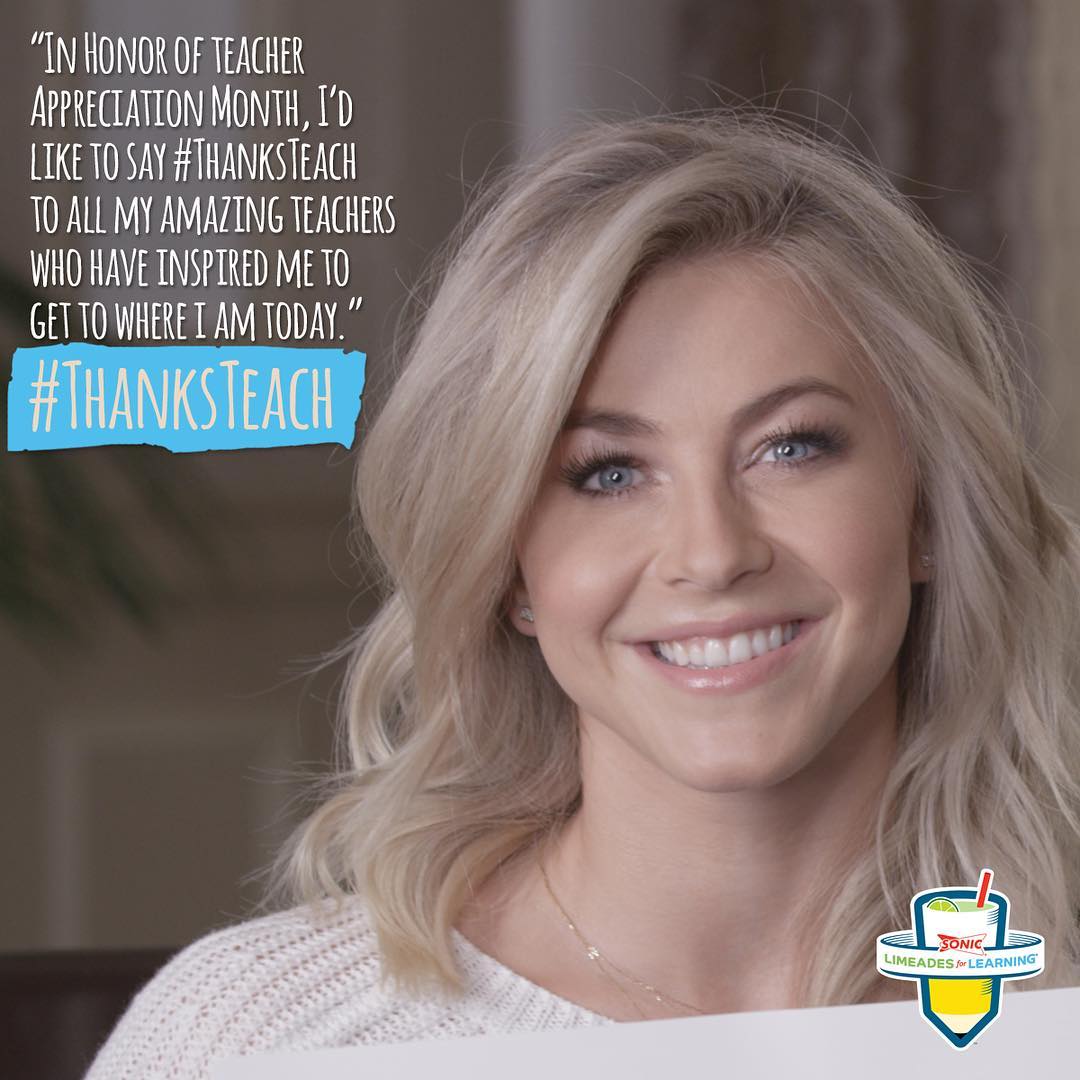 “In Honor of teacher
Appreciation Month, I’d
like to say #ThanksTeach
to all my amazing teachers
who have inspired me to
get to where I am today.”
#ThanksTeach
SONIC
LIMEADES for LEARNING